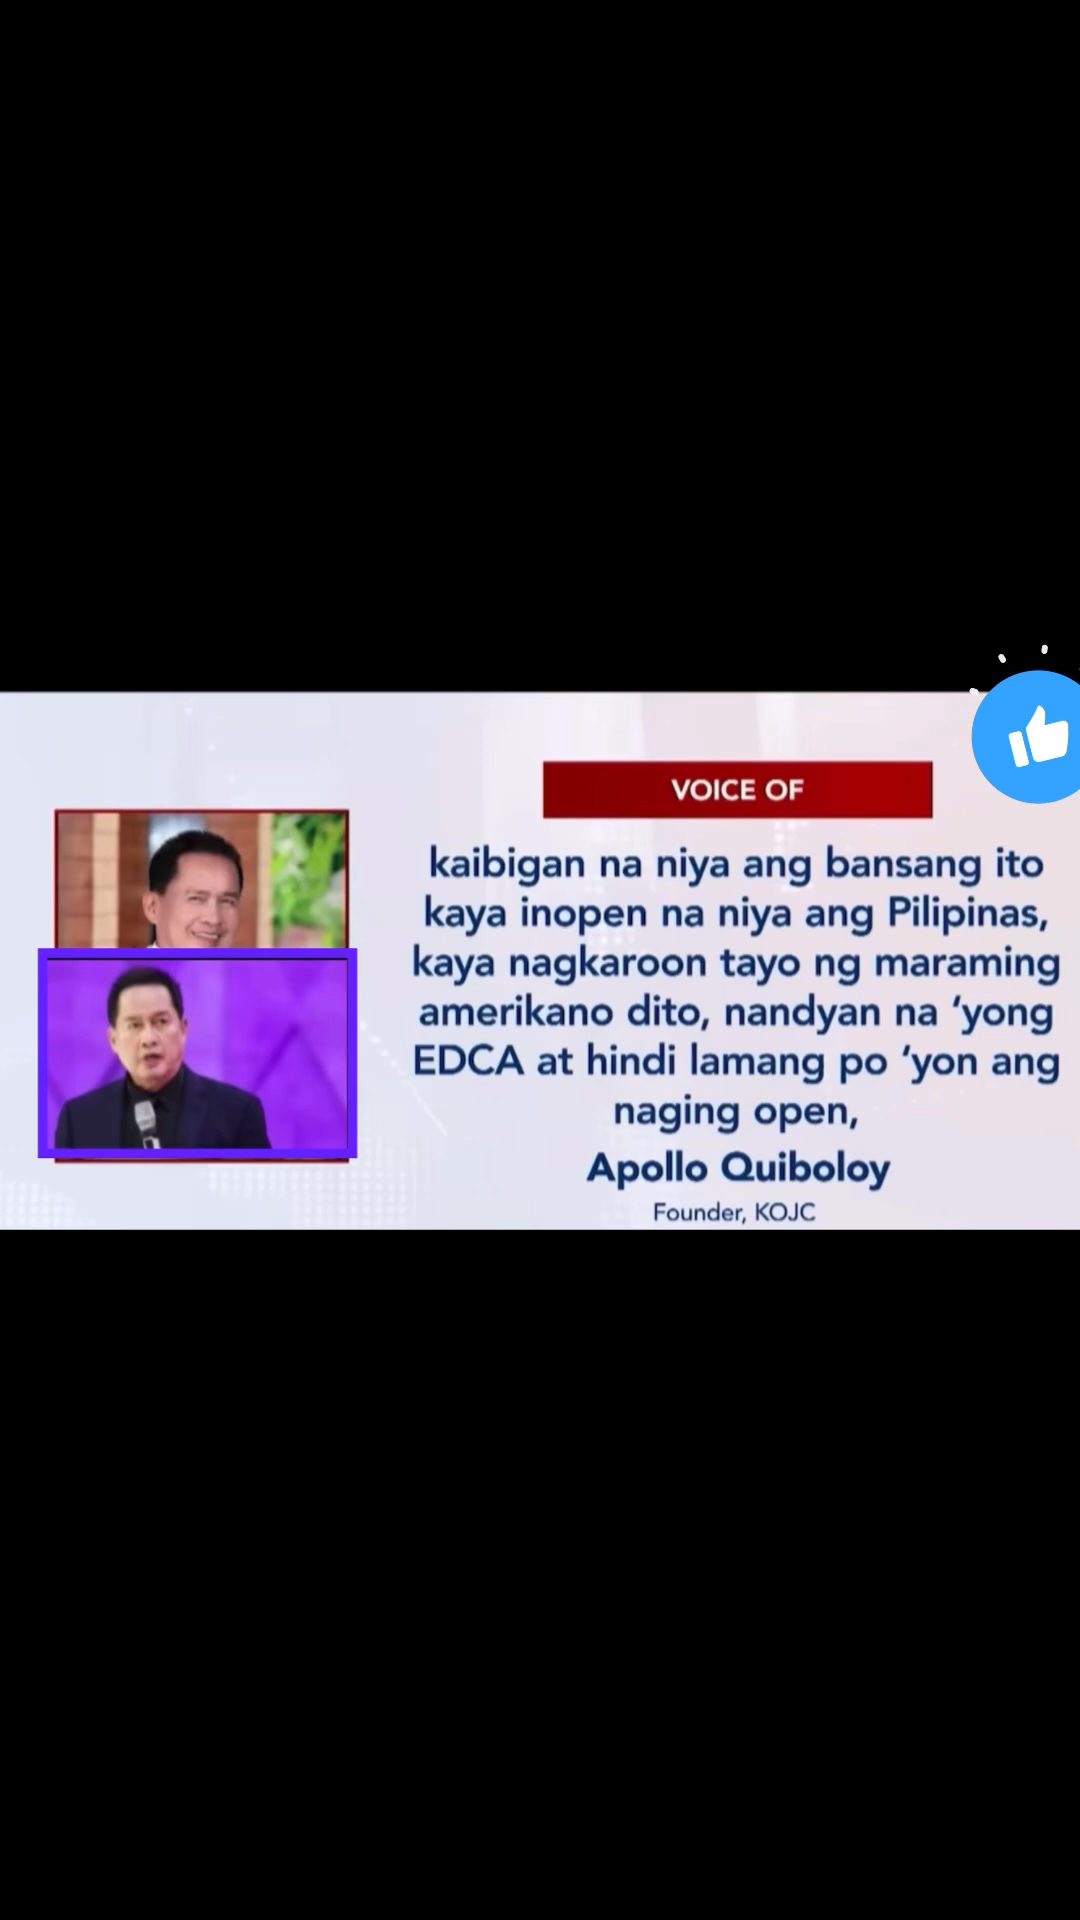 VOICE OF
kaibigan na niya ang bansang ito
kaya inopen na niya ang Pilipinas,
kaya nagkaroon tayo ng maraming
amerikano dito, nandyan na ‘yong
EDCA at hindi lamang po ‘yon ang
naging open,
Apollo Quiboloy
Founder, KOJC